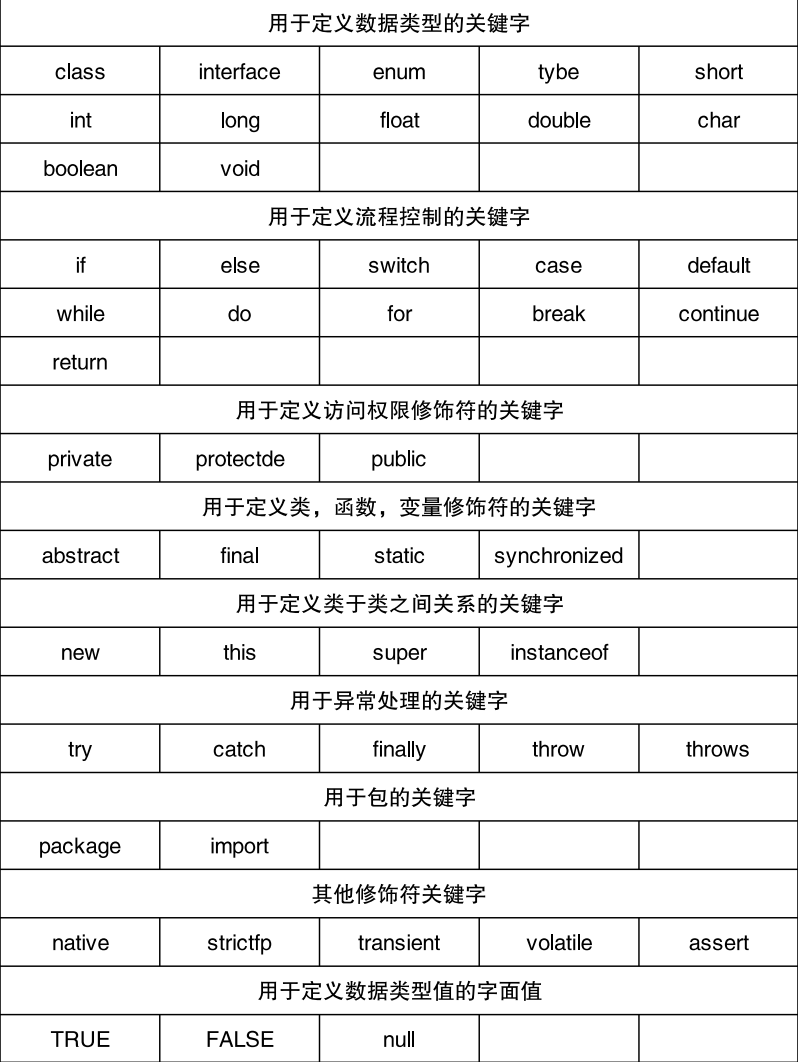 用于定义数据类型的关键字
class interface enum tybe short
int long float double char
boolean void
用于定义流程控制的关键字
if else switch case default
while do for break continue
return
用于定义访问权限修饰符的关键字
private protectde public
用于定义类，函数，变量修饰符的关键字
abstract final static synchronized
用于定义类于类之间关系的关键字
new this super instanceof
用于异常处理的关键字
try catch finally throw throws
用于包的关键字
package import
其他修饰符关键字
native strictfp transient volatile assert
用于定义数据类型值的字面值
TRUE FALSE null